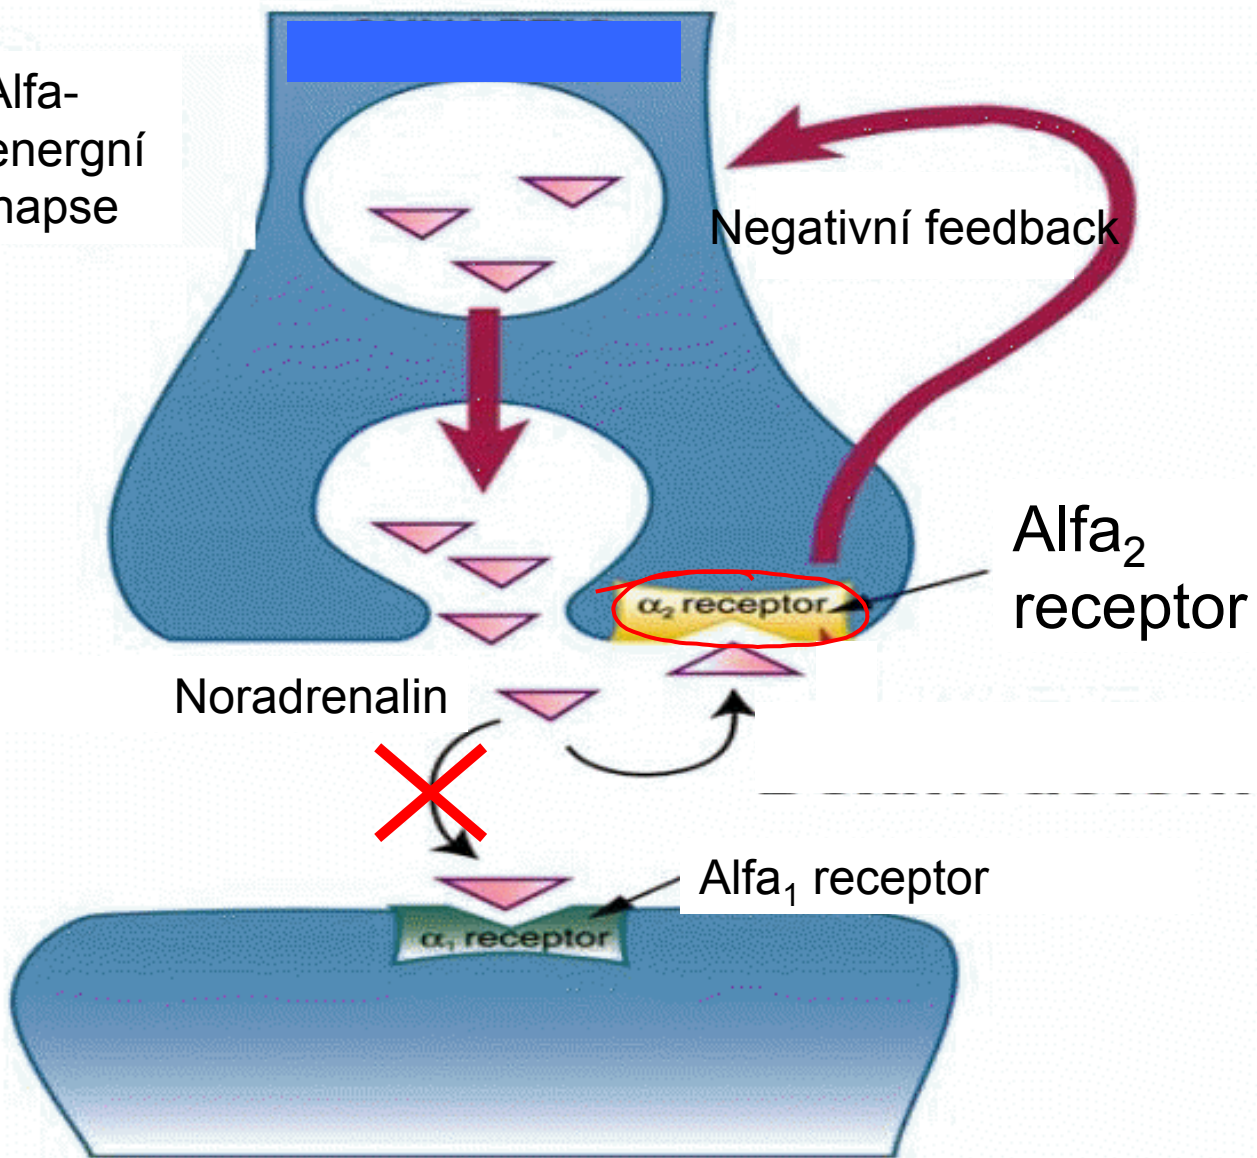 Alfa-
energní
napse
Negativní feedback
Alfa₂
receptor
α₂ receptor
Noradrenalin
Alfa₁ receptor
α₁ receptor